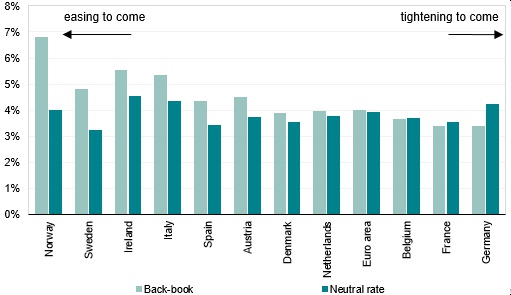 8%
easing to come
tightening to come
7%
6%
5%
4%
3%
2%
1%
0%
Norway
Sweden
Ireland
Italy
Spain
Austria
Denmark
Netherlands
Euro area
Belgium
France
Germany
Back-book
Neutral rate